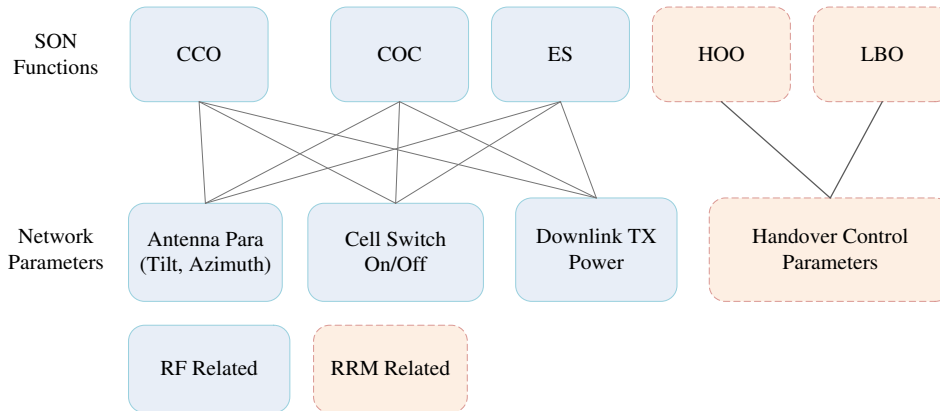 SON
Functions
CCO
COC
ES
HOO
LBO
Network
Parameters
Antenna Para
(Tilt, Azimuth)
Cell Switch
On/Off
Downlink TX
Power
Handover Control
Parameters
RF Related
RRM Related